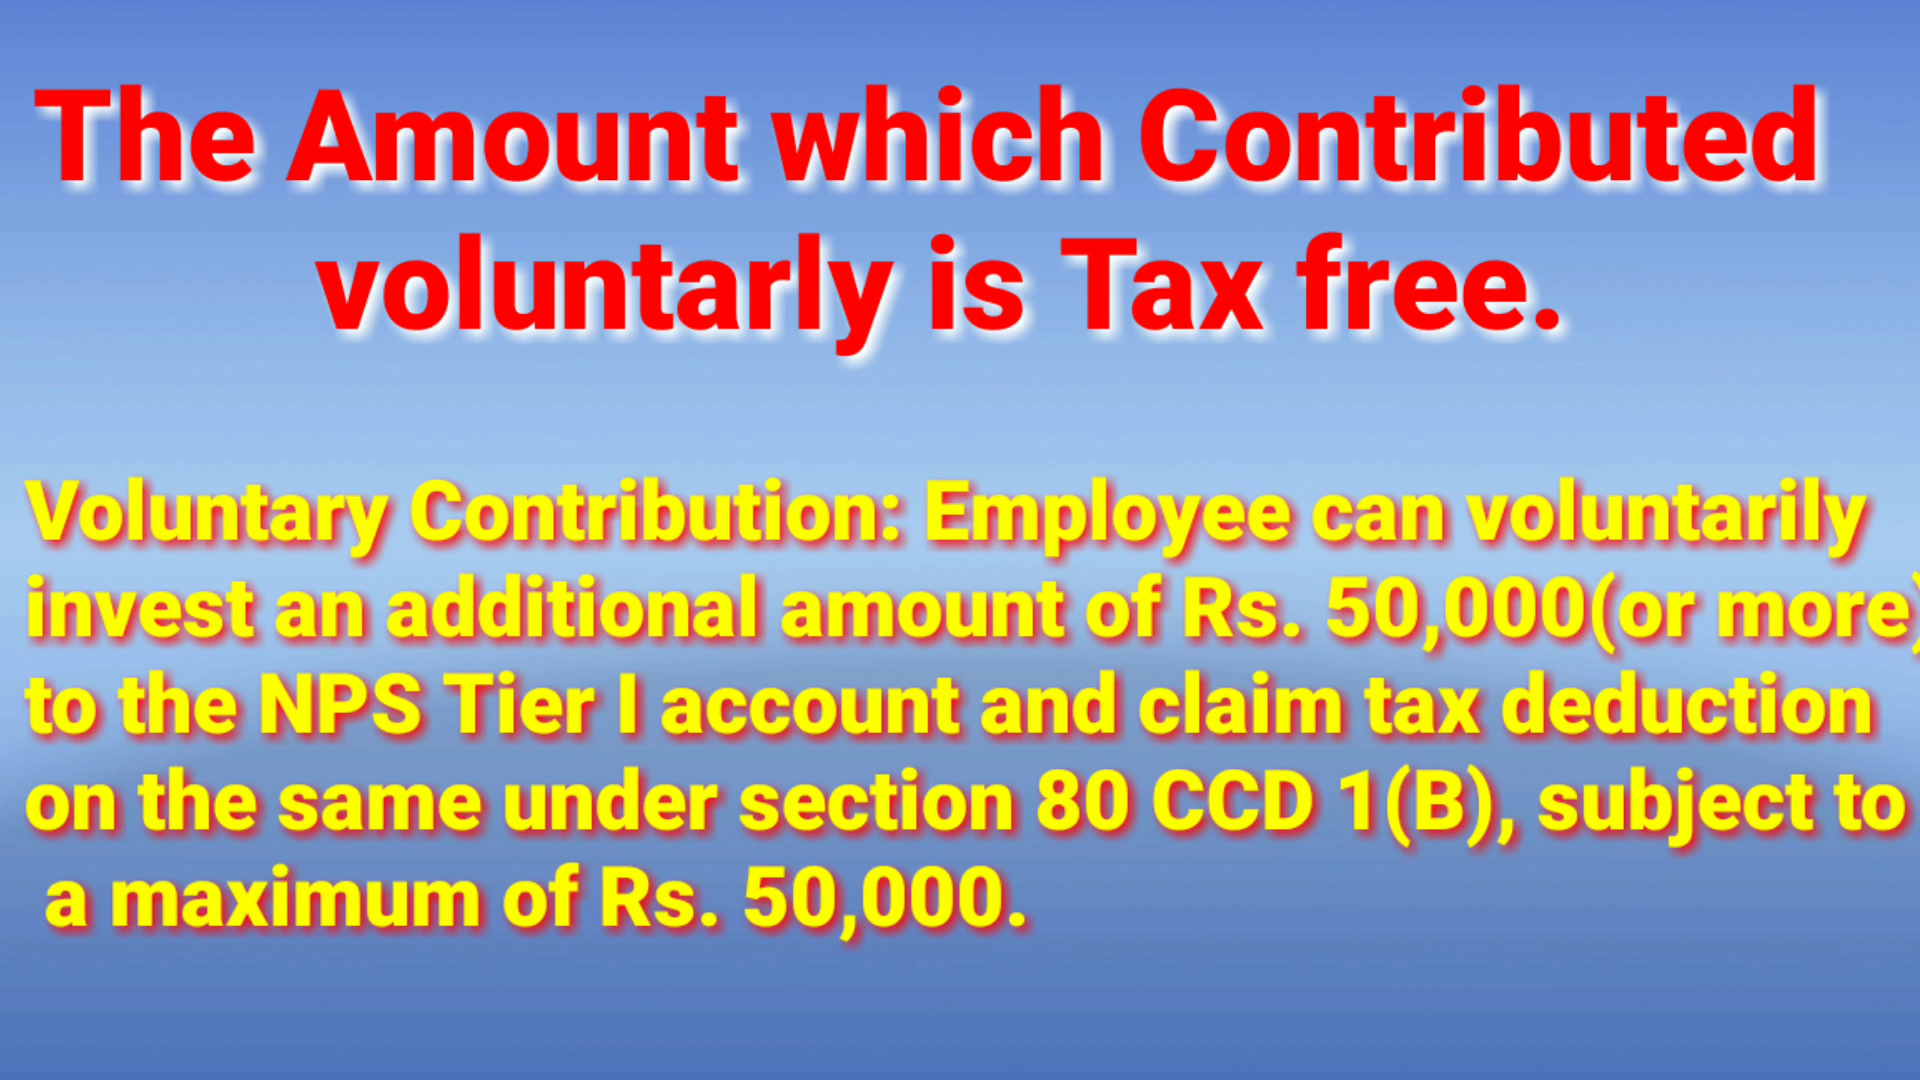 The Amount which Contributed
voluntarly is Tax free.
Voluntary Contribution: Employee can voluntarily
invest an additional amount of Rs. 50,000(or more)
to the NPS Tier I account and claim tax deduction
on the same under section 80 CCD 1(B), subject to
a maximum of Rs. 50,000.